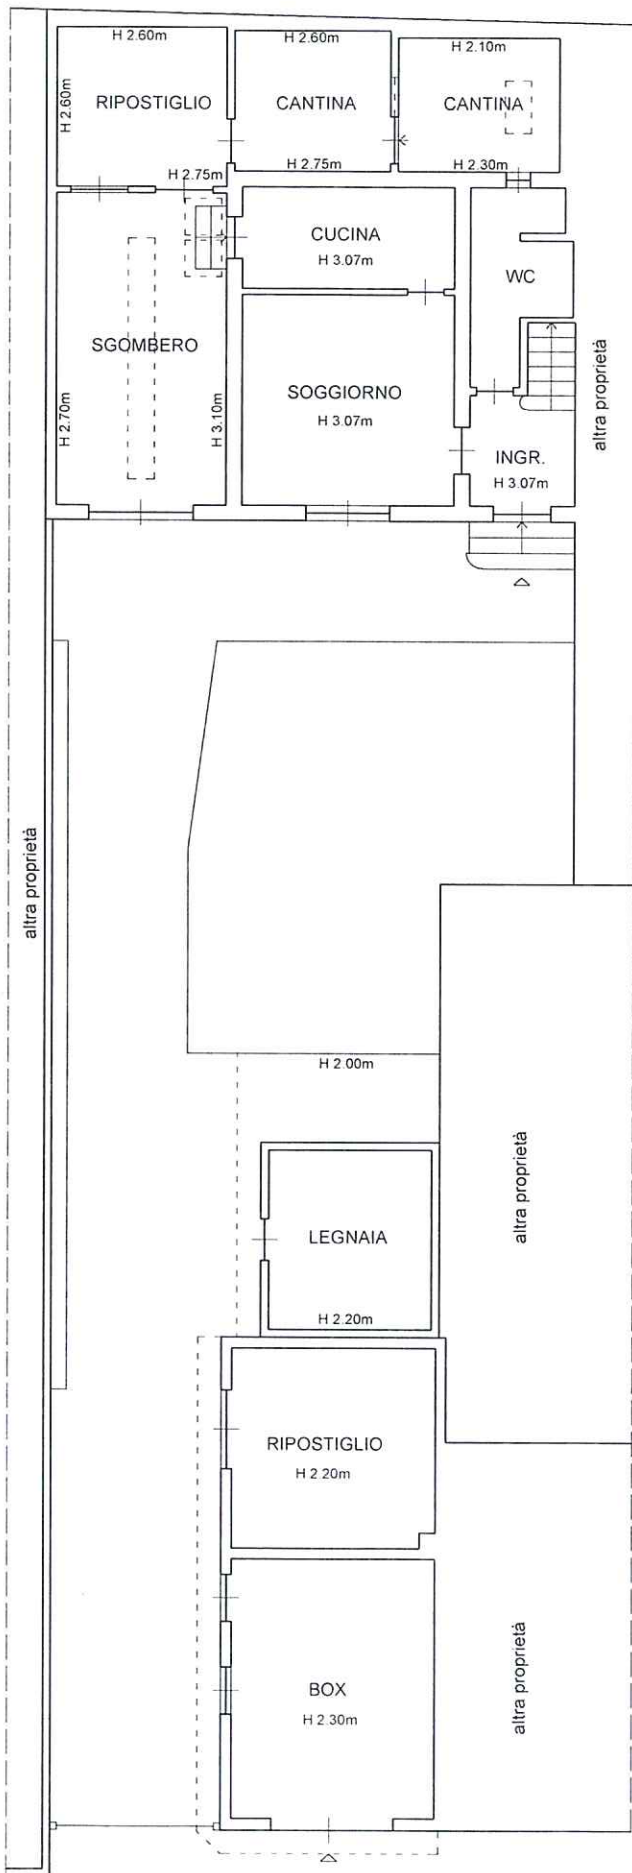 H 2.60m
H 2.60m
H 2.10m
H 2.60m
RIPOSTIGLIO
CANTINA
CANTINA
H 2.75m
H 2.75m
H 2.30m
CUCINA
H 3.07m
WC
SGOMBERO
SOGGIORNO
H 3.07m
H 2.70m
H 3.10m
altra proprietà
INGR.
H 3.07m
altra proprietà
H 2.00m
altra proprietà
LEGNAIA
H 2.20m
RIPOSTIGLIO
H 2.20m
altra proprietà
BOX
H 2.30m